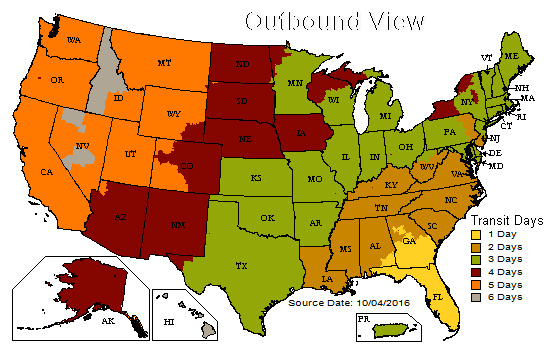 Outbound View
WA
MT
ND
OR
ID
MN
SD
WY
WI
MI
VT
ME
NH
MA
NY
RI
CT
NV
UT
CO
NE
IA
PA
NJ
CA
IL
IN
OH
DE
MD
WV
VA
KS
MO
KY
AZ
NM
OK
AR
TN
NC
SC
MS
AL
GA
TX
LA
FL
AK
HI
PR
Transit Days
1 Day
2 Days
3 Days
4 Days
5 Days
6 Days
Source Date: 10/04/2016